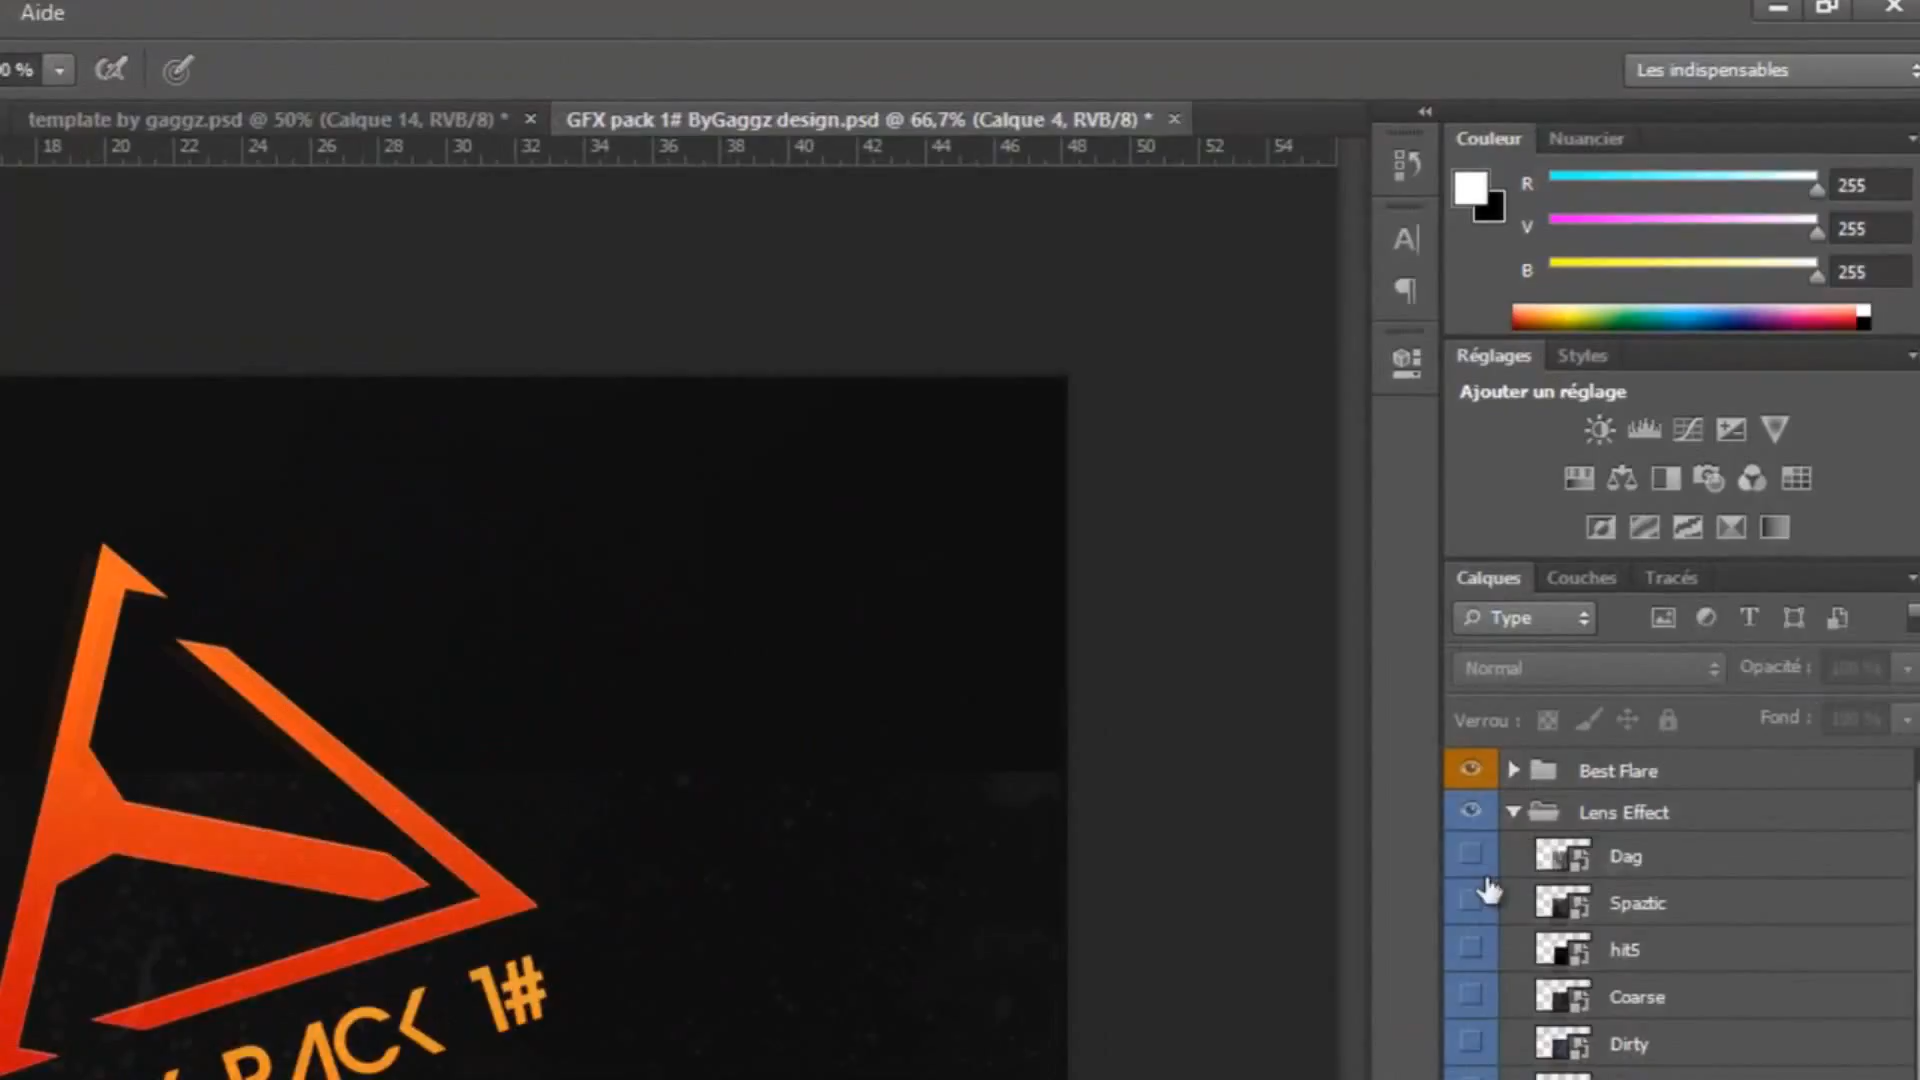 Aide
0 %
Les indispensables
template by gaggz.psd @ 50% (Calque 14, RVB/8) *
GFX pack 1# ByGaggz design.psd @ 66,7% (Calque 4, RVB/8) *
18 20 22 24 26 28 30 32 34 36 38 40 42 44 46 48 50 52 54
Couleur Nuancier
R 255
V 255
B 255
Réglages Styles
Ajouter un réglage
Calques Couches Tracés
Type
Normal Opacité : 100 %
Verrou : Fond : 100 %
Best Flare
Lens Effect
Dag
Spaztic
hit5
Coarse
Dirty
PACK 1#